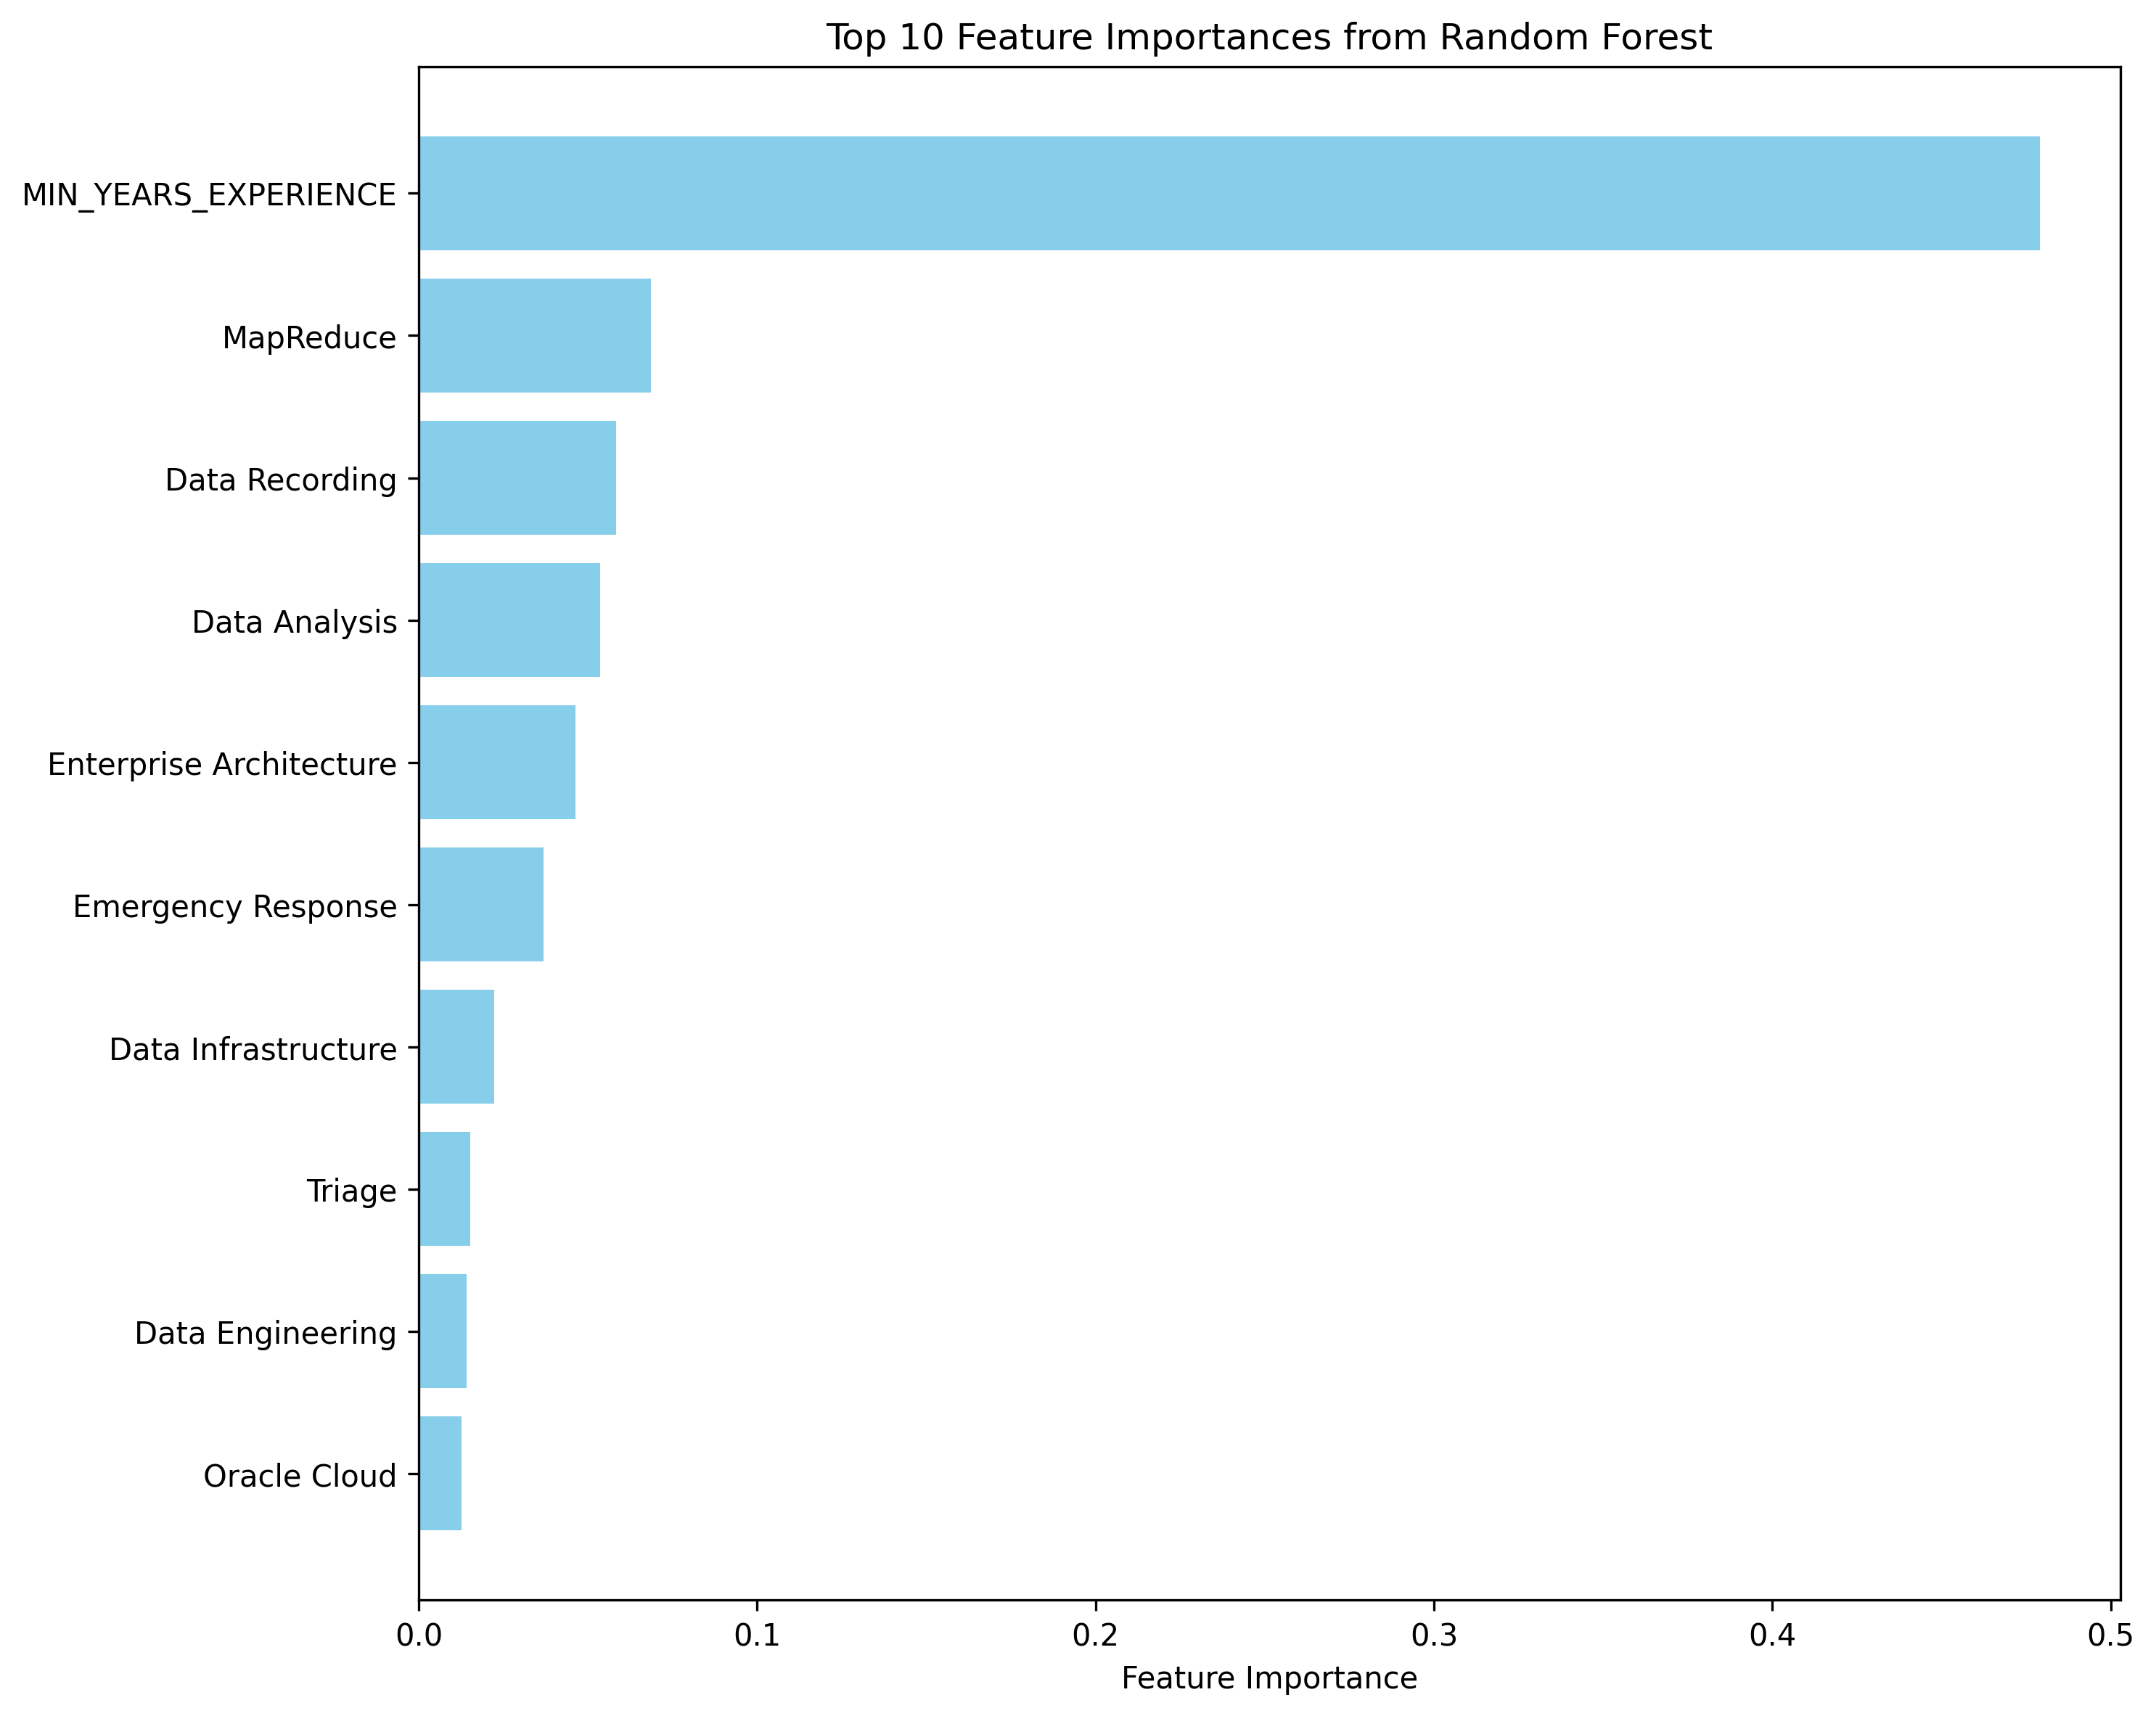 Top 10 Feature Importances from Random Forest
MIN_YEARS_EXPERIENCE
MapReduce
Data Recording
Data Analysis
Enterprise Architecture
Emergency Response
Data Infrastructure
Triage
Data Engineering
Oracle Cloud
0.0 0.1 0.2 0.3 0.4 0.5
Feature Importance